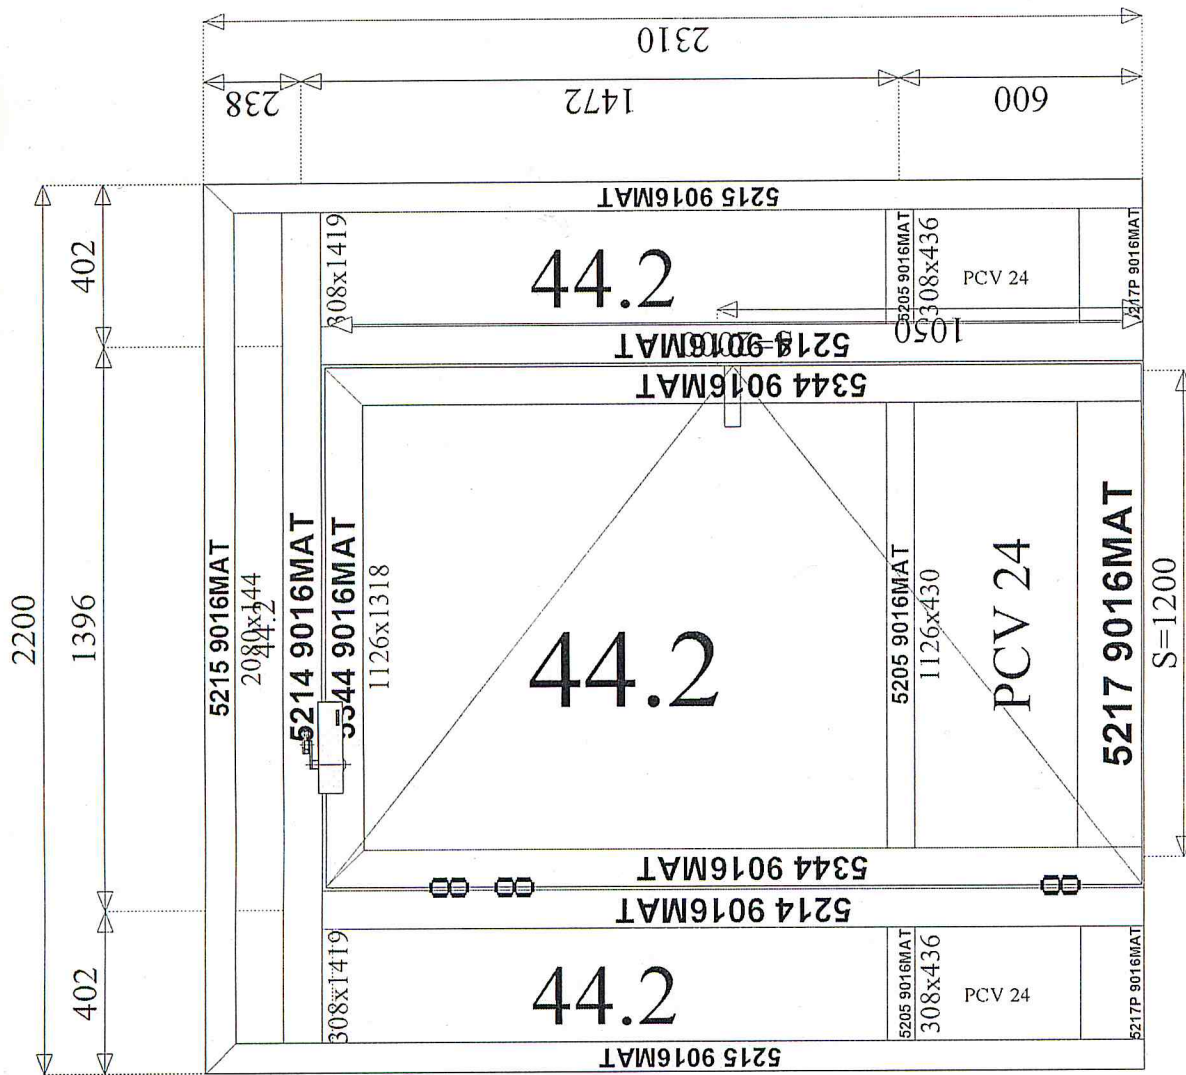 2310
238
1472
600
2200
402
1396
402
5215 9016MAT
308x1419
44.2
5205 9016MAT
308x436
PCV 24
5217P 9016MAT
5214 9016MAT
1050
5344 9016MAT
5215 9016MAT
2080x144
44.2
5214 9016MAT
5344 9016MAT
1126x1318
44.2
5205 9016MAT
1126x430
PCV 24
5217 9016MAT
S=1200
5344 9016MAT
5214 9016MAT
308x1419
44.2
5205 9016MAT
308x436
PCV 24
5217P 9016MAT
5215 9016MAT